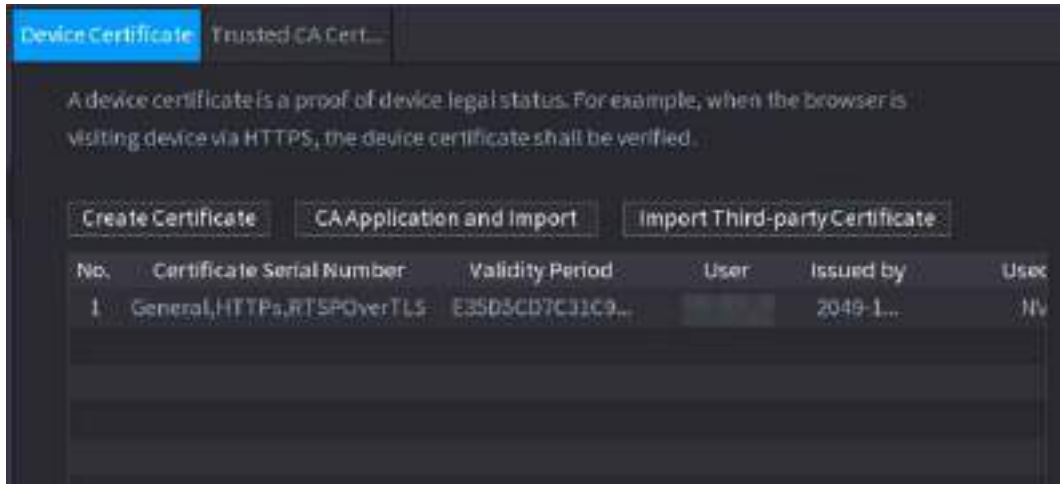 Device Certificate Trusted CA Cert...
A device certificate is a proof of device legal status. For example, when the browser is
visiting device via HTTPS, the device certificate shall be verified.
Create Certificate CA Application and Import Import Third-party Certificate
No. Certificate Serial Number Validity Period User Issued by Used
1 General,HTTPs,RTSPOverTLS E35D5CD7C31C9... 2049-1... NV